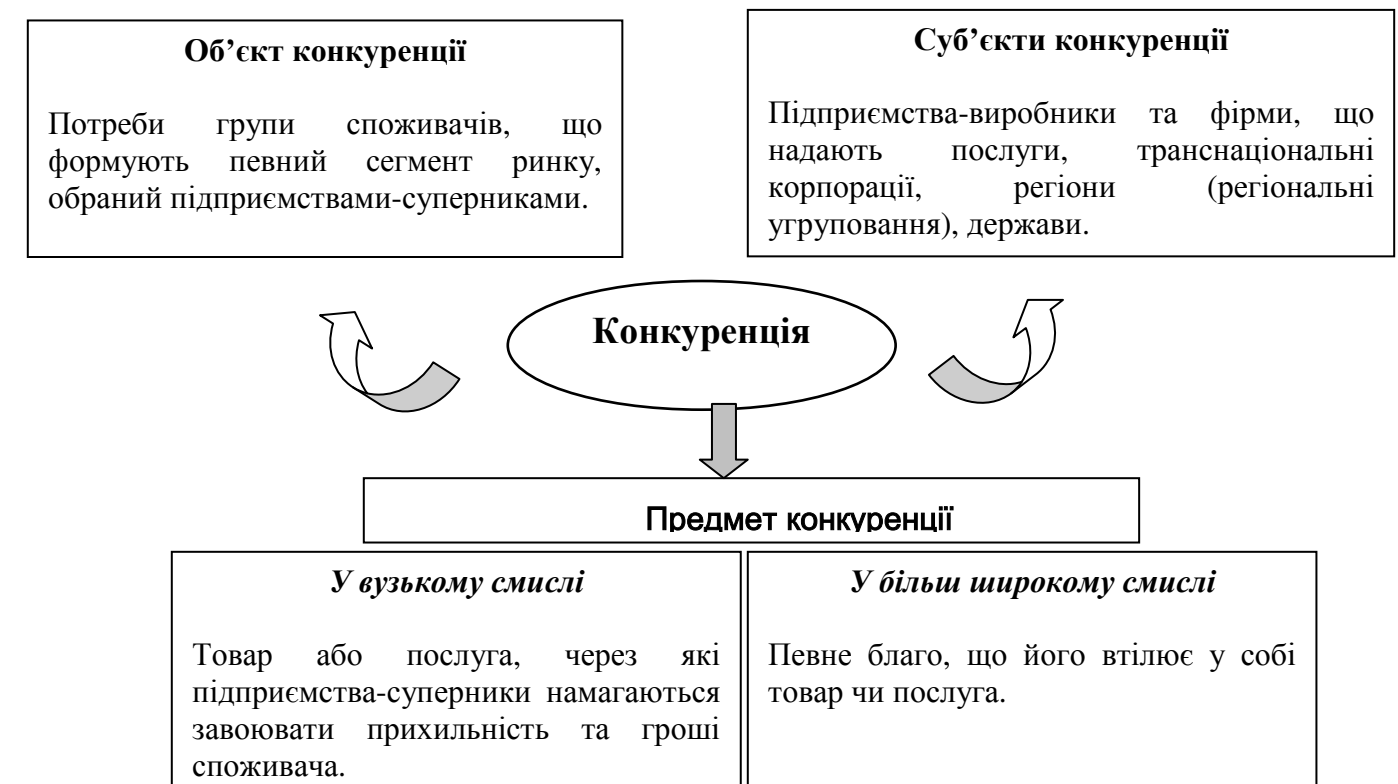 Об’єкт конкуренції
Потреби групи споживачів, що
формують певний сегмент ринку,
обраний підприємствами-суперниками.
Суб’єкти конкуренції
Підприємства-виробники та фірми, що
надають послуги, транснаціональні
корпорації, регіони (регіональні
угруповання), держави.
Конкуренція
Предмет конкуренції
У вузькому смислі
Товар або послуга, через які
підприємства-суперники намагаються
завоювати прихильність та гроші
споживача.
У більш широкому смислі
Певне благо, що його втілює у собі
товар чи послуга.